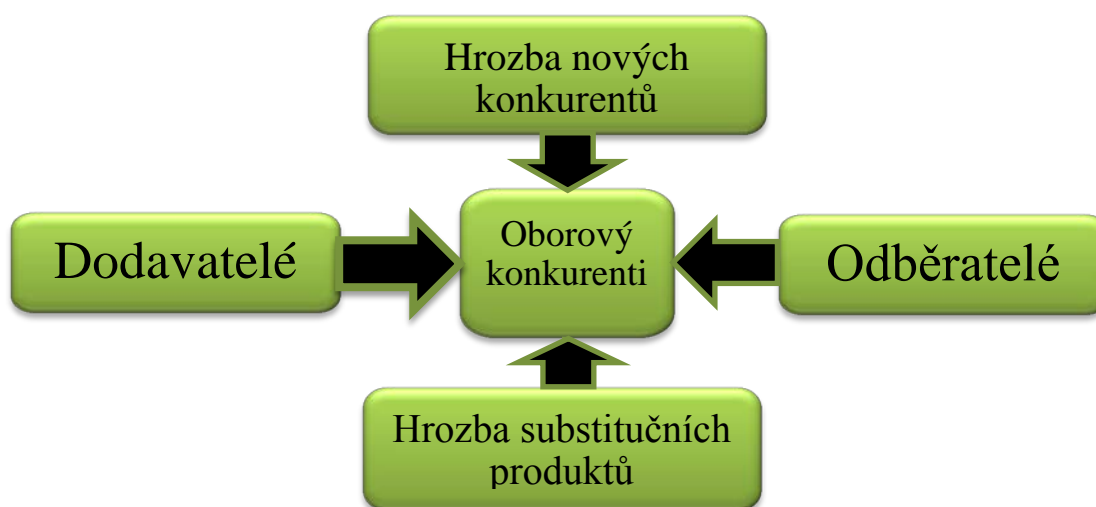 Hrozba nových
konkurentů
Dodavatelé
Oborový
konkurenti
Odběratelé
Hrozba substitučních
produktů